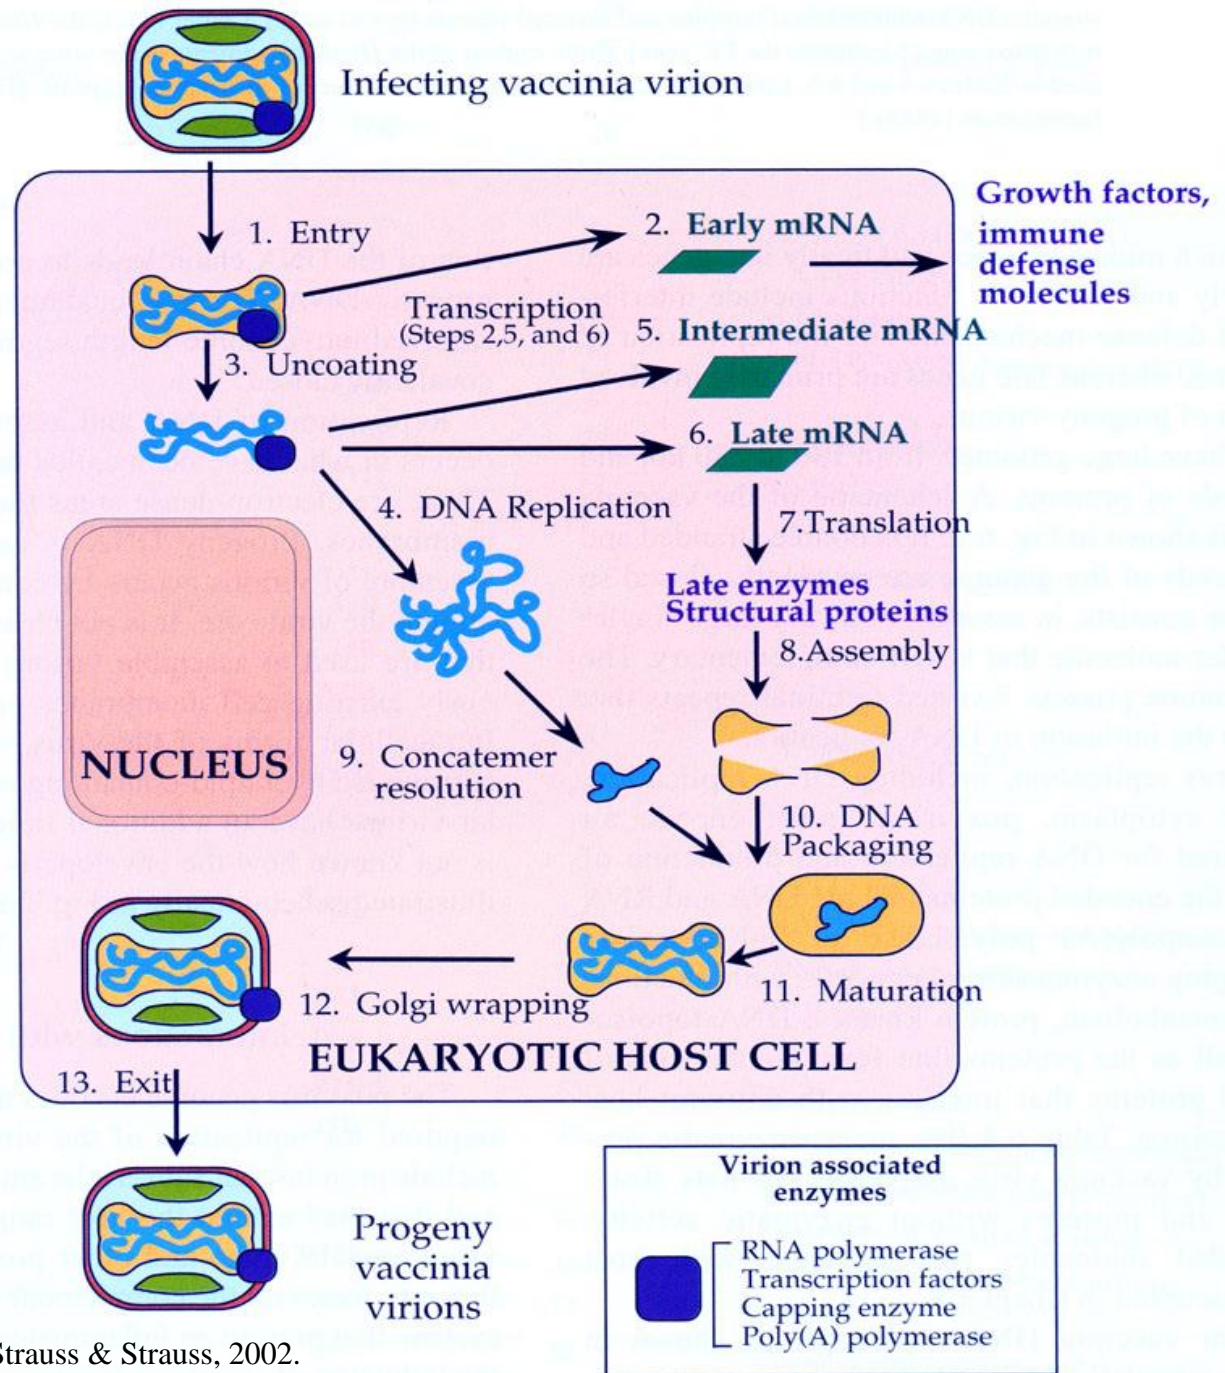 Infecting vaccinia virion
1. Entry
2. Early mRNA
Growth factors,
immune
defense
molecules
Transcription
(Steps 2,5, and 6)
5. Intermediate mRNA
3. Uncoating
6. Late mRNA
4. DNA Replication
7.Translation
Late enzymes
Structural proteins
8.Assembly
NUCLEUS
9. Concatemer
resolution
10. DNA
Packaging
11. Maturation
12. Golgi wrapping
EUKARYOTIC HOST CELL
13. Exit
Virion associated
enzymes
RNA polymerase
Transcription factors
Capping enzyme
Poly(A) polymerase
Progeny
vaccinia
virions
Strauss & Strauss, 2002.